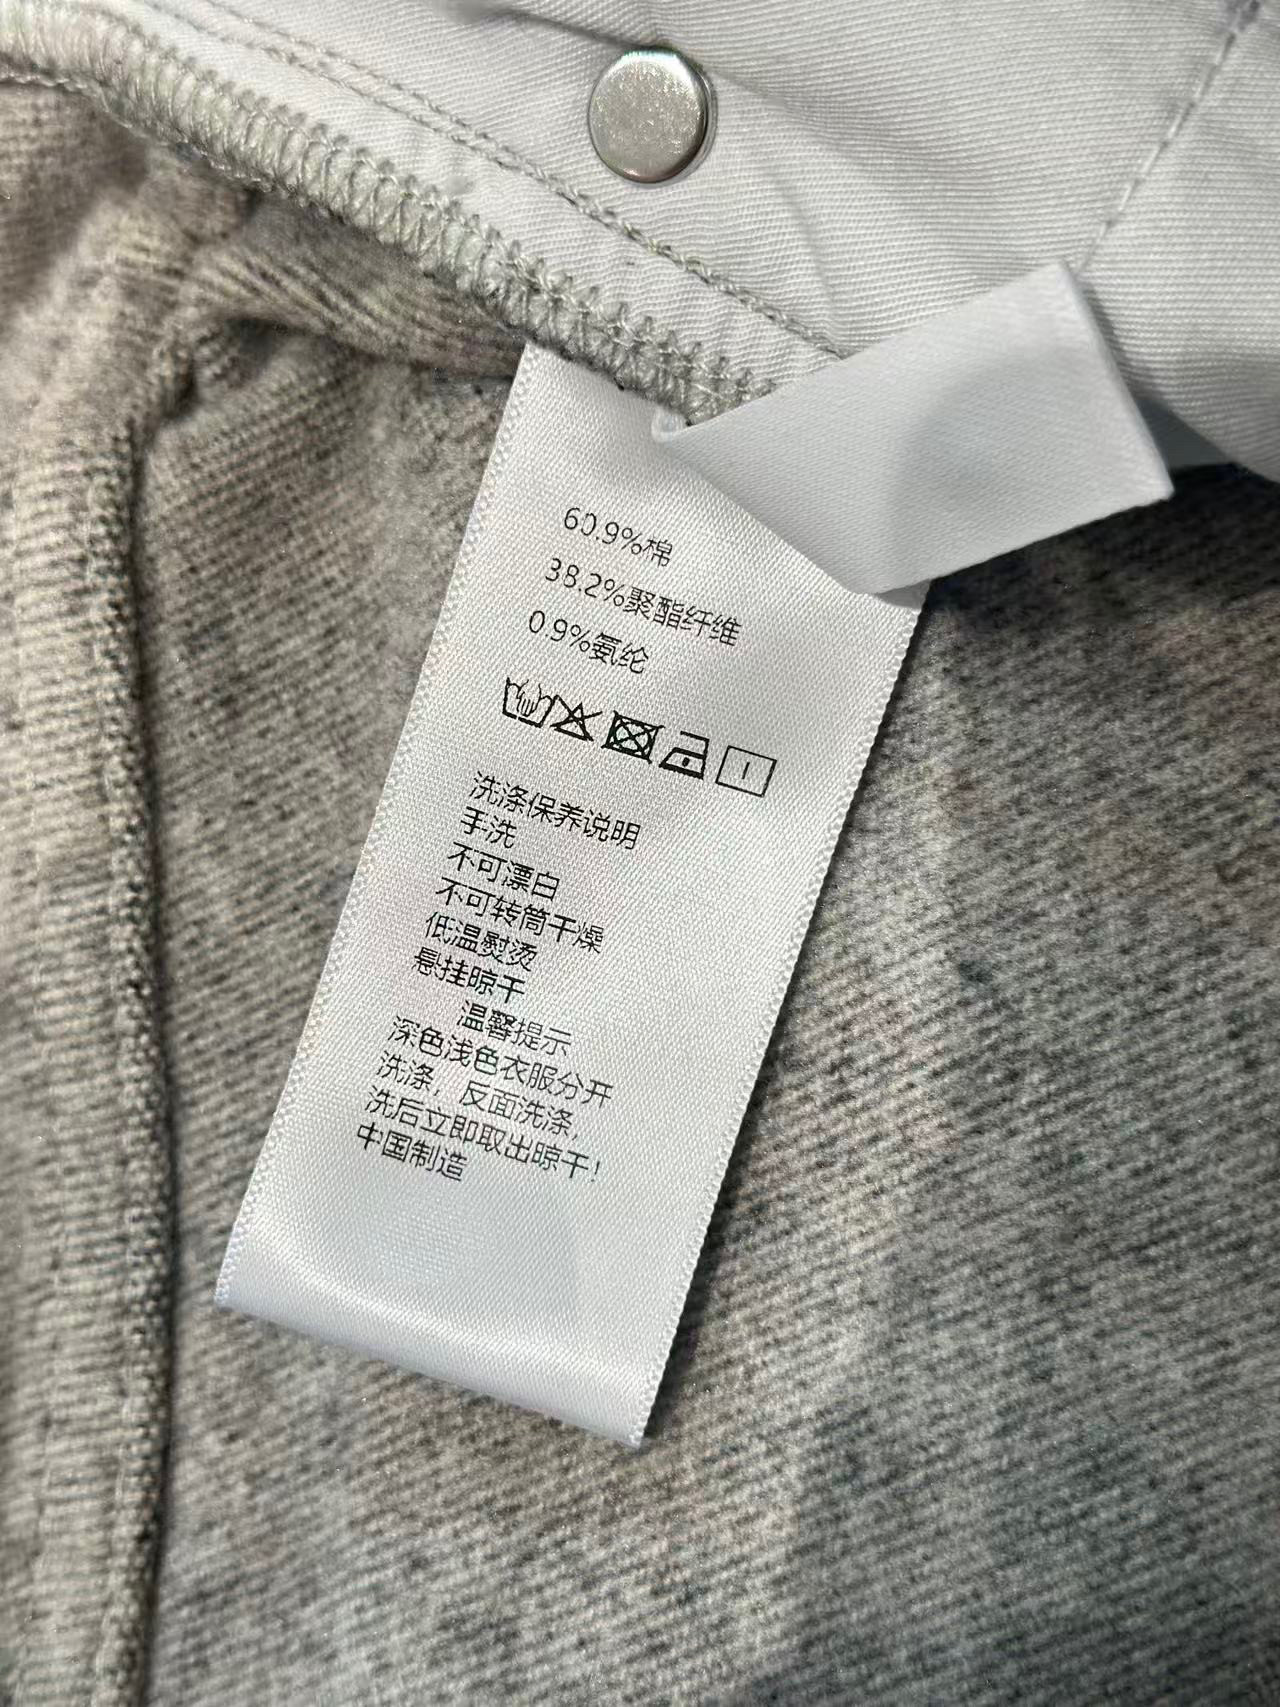 60.9%棉
38.2%聚酯纤维
0.9%氨纶
洗涤保养说明
手洗
不可漂白
不可转筒干燥
低温熨烫
悬挂晾干
温馨提示
深色浅色衣服分开
洗涤，反面洗涤，
洗后立即取出晾干！
中国制造